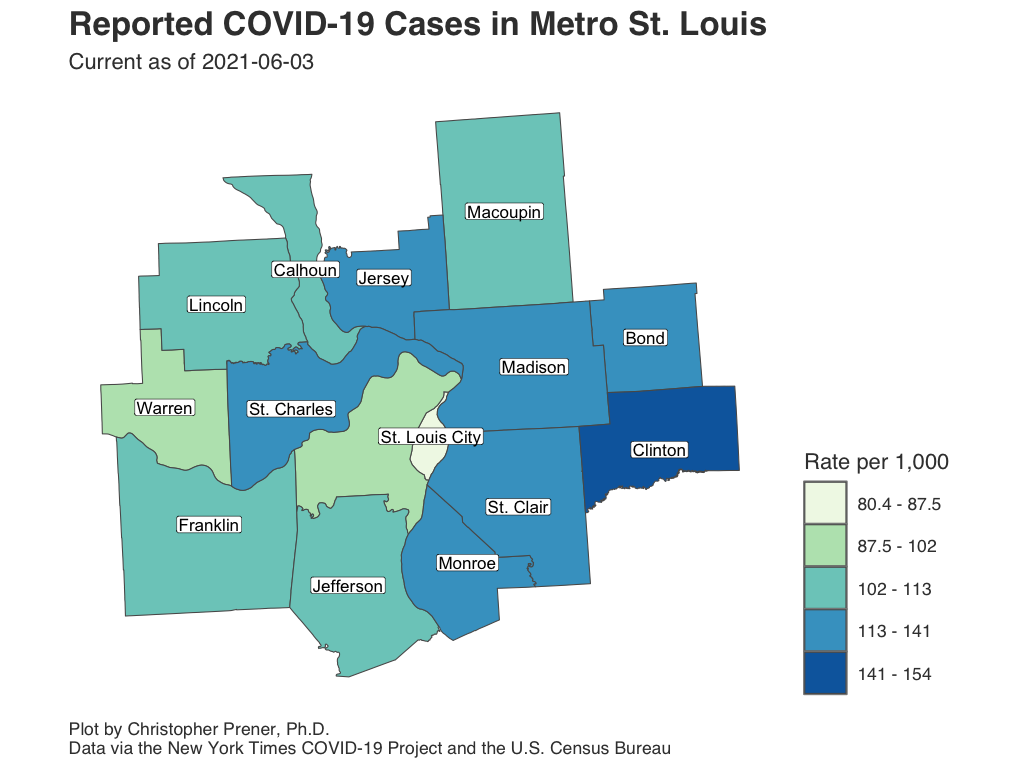 Reported COVID-19 Cases in Metro St. Louis
Current as of 2021-06-03
Macoupin
Calhoun
Jersey
Lincoln
Bond
Madison
Warren
St. Charles
St. Louis City
Clinton
St. Clair
Franklin
Monroe
Jefferson
Rate per 1,000
80.4 - 87.5
87.5 - 102
102 - 113
113 - 141
141 - 154
Plot by Christopher Prener, Ph.D.
Data via the New York Times COVID-19 Project and the U.S. Census Bureau